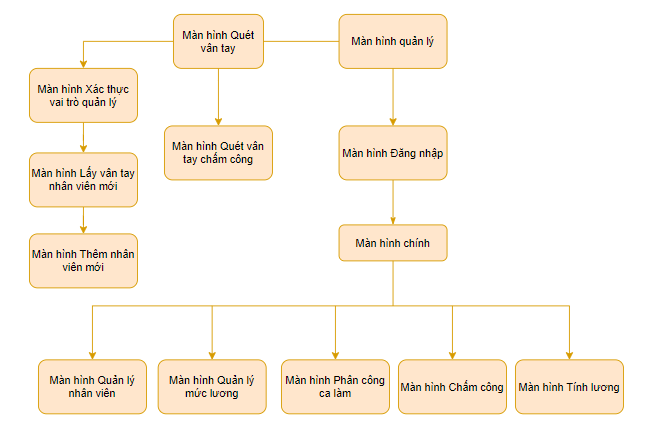 Màn hình Quét
vân tay
Màn hình quản lý
Màn hình Xác thực
vai trò quản lý
Màn hình Quét vân
tay chấm công
Màn hình Đăng nhập
Màn hình Lấy vân tay
nhân viên mới
Màn hình Thêm nhân
viên mới
Màn hình chính
Màn hình Quản lý
nhân viên
Màn hình Quản lý
mức lương
Màn hình Phân công
ca làm
Màn hình Chấm công
Màn hình Tính lương